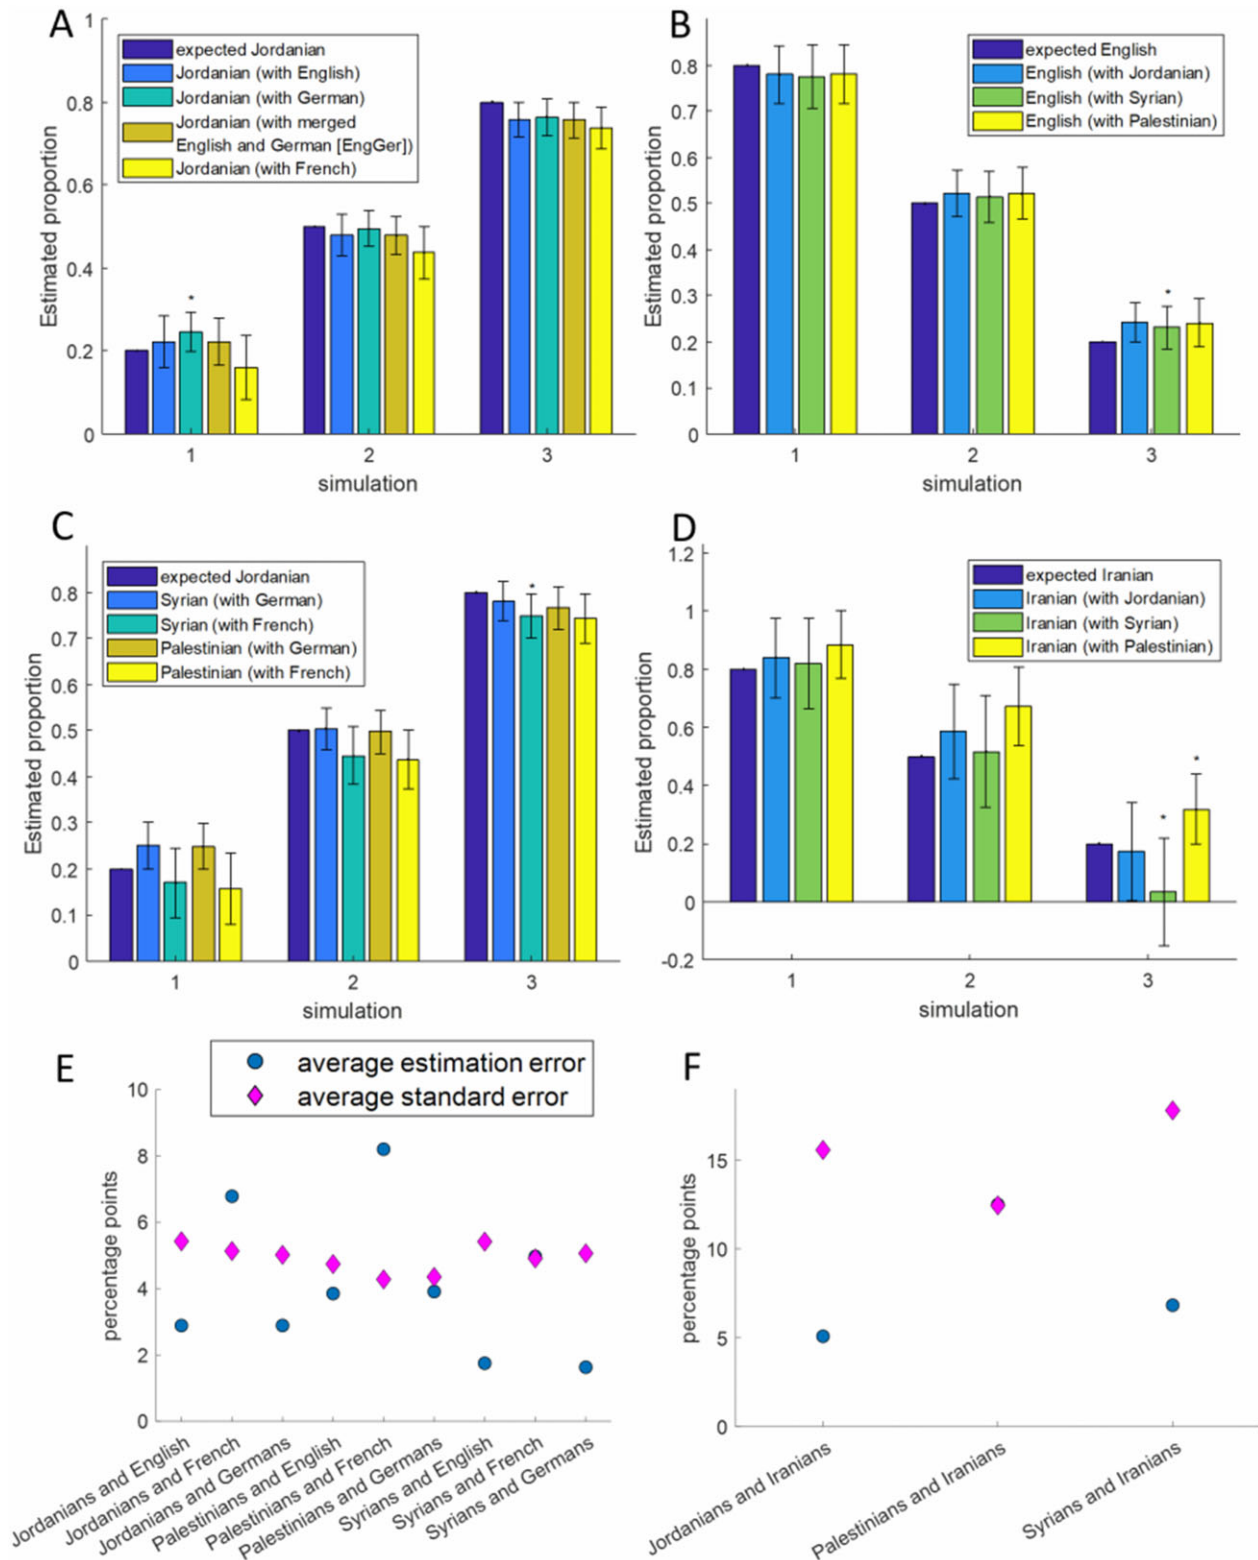 A
1
0.8
0.6
0.4
0.2
0
Estimated proportion
expected Jordanian
Jordanian (with English)
Jordanian (with German)
Jordanian (with merged
English and German [EngGer])
Jordanian (with French)
*
1
2
3
simulation
B
0.8
0.7
0.6
0.5
0.4
0.3
0.2
0.1
0
Estimated proportion
expected English
English (with Jordanian)
English (with Syrian)
English (with Palestinian)
*
1
2
3
simulation
C
0.8
0.7
0.6
0.5
0.4
0.3
0.2
0.1
0
Estimated proportion
expected Jordanian
Syrian (with German)
Syrian (with French)
Palestinian (with German)
Palestinian (with French)
*
1
2
3
simulation
D
1.2
1
0.8
0.6
0.4
0.2
0
-0.2
Estimated proportion
expected Iranian
Iranian (with Jordanian)
Iranian (with Syrian)
Iranian (with Palestinian)
*
*
1
2
3
simulation
E
average estimation error
average standard error
10
8
6
4
2
0
percentage points
Jordanians and English
Jordanians and French
Jordanians and Germans
Palestinians and English
Palestinians and French
Palestinians and Germans
Syrians and English
Syrians and French
Syrians and Germans
F
15
10
5
0
percentage points
Jordanians and Iranians
Palestinians and Iranians
Syrians and Iranians